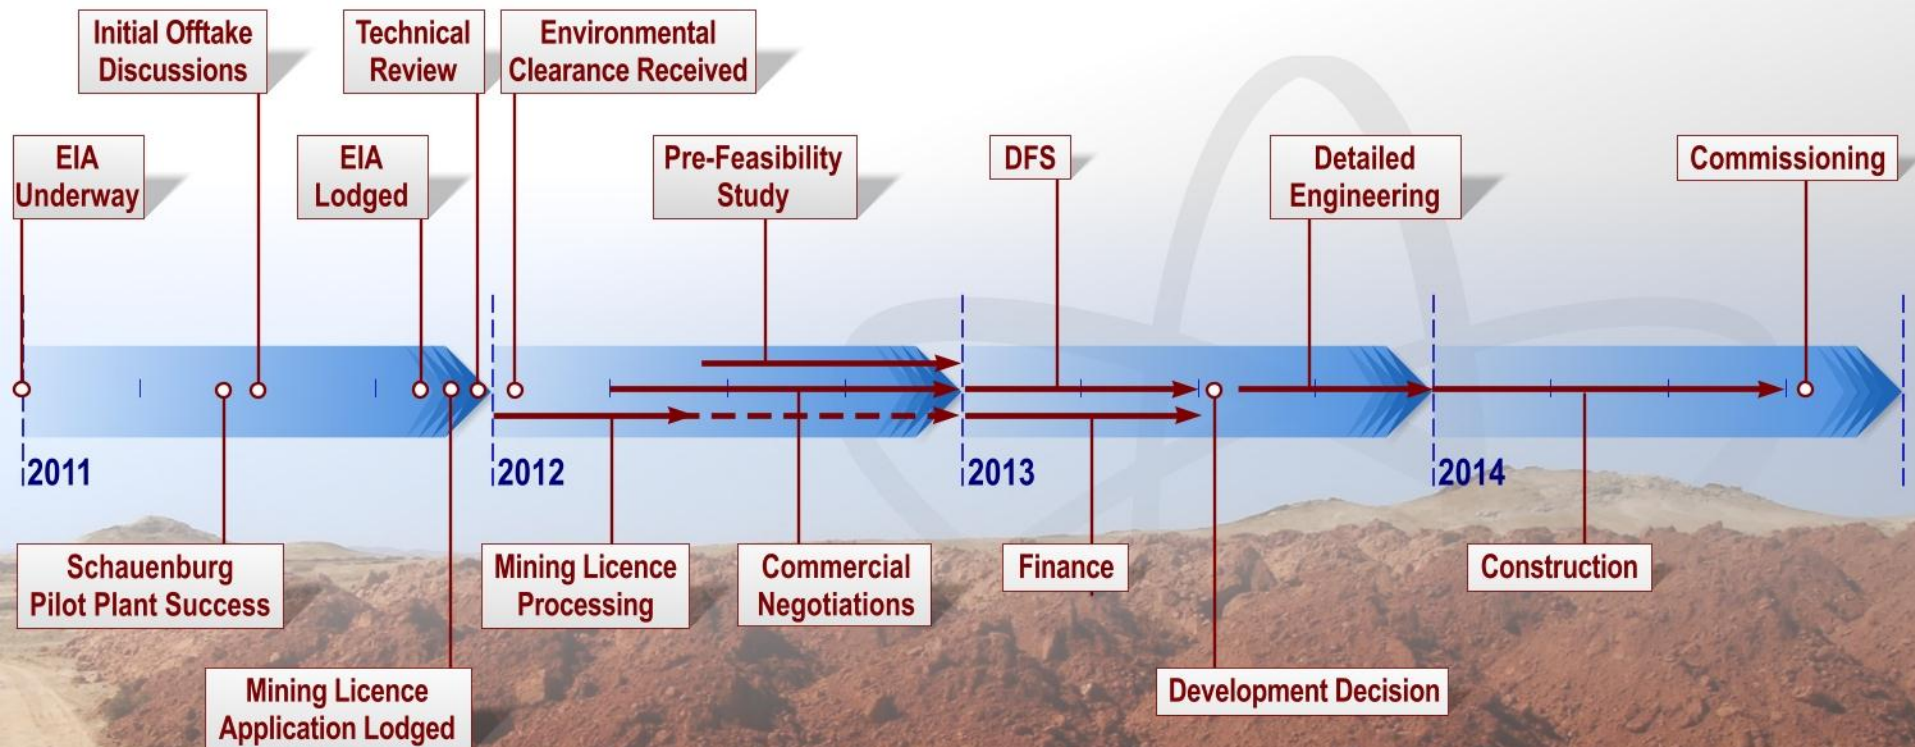 Initial Offtake
Discussions
Technical
Review
Environmental
Clearance Received
EIA
Underway
EIA
Lodged
Pre-Feasibility
Study
DFS
Detailed
Engineering
Commissioning
2011
2012
2013
2014
Schauenburg
Pilot Plant Success
Mining Licence
Processing
Commercial
Negotiations
Finance
Construction
Mining Licence
Application Lodged
Development Decision